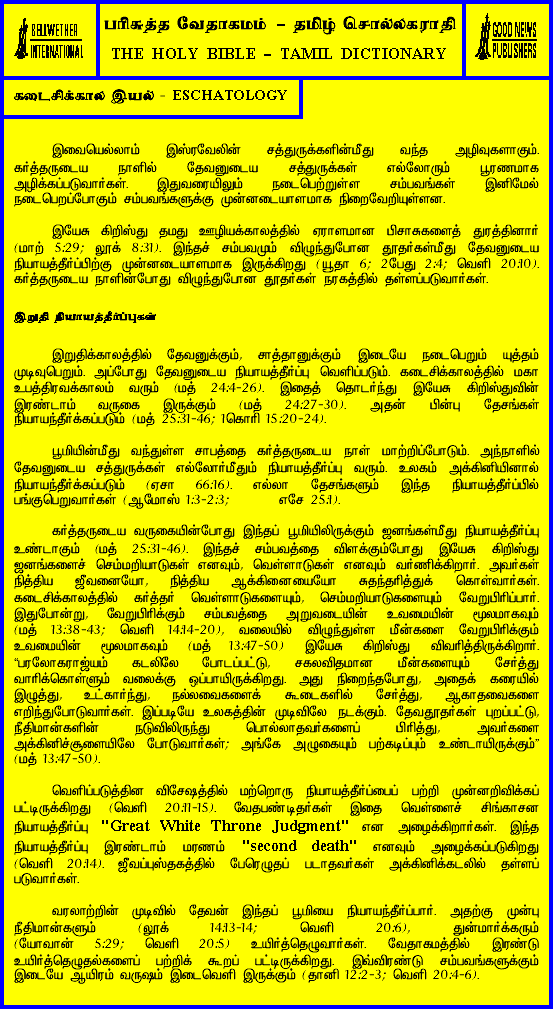 BELLWETHER
INTERNATIONAL
பரிசுத்த வேதாகமம் – தமிழ் சொல்லகராதி
THE HOLY BIBLE – TAMIL DICTIONARY
GOOD NEWS
PUBLISHERS
கடைசிக்கால இயல் - ESCHATOLOGY
இவையெல்லாம் இஸ்ரவேலின் சத்துருக்களின்மீது வந்த அழிவுகளாகும்.
கர்த்தருடைய நாளில் தேவனுடைய சத்துருக்கள் எல்லோரும் பூரணமாக
அழிக்கப்படுவார்கள். இதுவரையிலும் நடைபெற்றுள்ள சம்பவங்கள் இனிமேல்
நடைபெறப்போகும் சம்பவங்களுக்கு முன்னடையாளமாக நிறைவேறியுள்ளன.
இயேசு கிறிஸ்து தமது ஊழியக்காலத்தில் ஏராளமான பிசாசுகளைத் துரத்தினார்
(மாற் 5:29; லூக் 8:31). இந்தச் சம்பவமும் விழுந்துபோன தூதர்கள்மீது தேவனுடைய
நியாயத்தீர்ப்பிற்கு முன்னடையாளமாக இருக்கிறது (யூதா 6; 2பேது 2:4; வெளி 20:10).
கர்த்தருடைய நாளின்போது விழுந்துபோன தூதர்கள் நரகத்தில் தள்ளப்படுவார்கள்.
இறுதி நியாயத்தீர்ப்புகள்
இறுதிக்காலத்தில் தேவனுக்கும், சாத்தானுக்கும் இடையே நடைபெறும் யுத்தம்
முடிவுபெறும். அப்போது தேவனுடைய நியாயத்தீர்ப்பு வெளிப்படும். கடைசிக்காலத்தில் மகா
உபத்திரவக்காலம் வரும் (மத் 24:4-26). இதைத் தொடர்ந்து இயேசு கிறிஸ்துவின்
இரண்டாம் வருகை இருக்கும் (மத் 24:27-30). அதன் பின்பு தேசங்கள்
நியாயந்தீர்க்கப்படும் (மத் 25:31-46; 1கொரி 15:20-24).
பூமியின்மீது வந்துள்ள சாபத்தை கர்த்தருடைய நாள் மாற்றிப்போடும். அந்நாளில்
தேவனுடைய சத்துருக்கள் எல்லோர்மீதும் நியாயத்தீர்ப்பு வரும். உலகம் அக்கினியினால்
நியாயந்தீர்க்கப்படும் (ஏசா 66:16). எல்லா தேசங்களும் இந்த நியாயத்தீர்ப்பில்
பங்குபெறுவார்கள் (ஆமோஸ் 1:3-2:3; எசே 25:1).
கர்த்தருடைய வருகையின்போது இந்தப் பூமியிலிருக்கும் ஜனங்கள்மீது நியாயத்தீர்ப்பு
உண்டாகும் (மத் 25:31-46). இந்தச் சம்பவத்தை விளக்கும்போது இயேசு கிறிஸ்து
ஜனங்களைச் செம்மறியாடுகள் எனவும், வெள்ளாடுகள் எனவும் வர்ணிக்கிறார். அவர்கள்
நித்திய ஜீவனையோ, நித்திய ஆக்கினையையோ சுதந்தரித்துக் கொள்வார்கள்.
கடைசிக்காலத்தில் கர்த்தர் வெள்ளாடுகளையும், செம்மறியாடுகளையும் வேறுபிரிப்பார்.
இதுபோன்று, வேறுபிரிக்கும் சம்பவத்தை அறுவடையின் உவமையின் மூலமாகவும்
(மத் 13:38-43; வெளி 14:14-20), வலையில் விழுந்துள்ள மீன்களை வேறுபிரிக்கும்
உவமையின் மூலமாகவும் (மத் 13:47-50) இயேசு கிறிஸ்து விவரித்திருக்கிறார்.
“பரலோகராஜ்யம் கடலிலே போடப்பட்டு, சகலவிதமான மீன்களையும் சேர்த்து
வாரிக்கொள்ளும் வலைக்கு ஒப்பாயிருக்கிறது. அது நிறைந்தபோது, அதைக் கரையில்
இழுத்து, உட்கார்ந்து, நல்லவைகளைக் கூடைகளில் சேர்த்து, ஆகாதவைகளை
எறிந்துபோடுவார்கள். இப்படியே உலகத்தின் முடிவிலே நடக்கும். தேவதூதர்கள் புறப்பட்டு,
நீதிமான்களின் நடுவிலிருந்து பொல்லாதவர்களைப் பிரித்து, அவர்களை
அக்கினிச்சூளையிலே போடுவார்கள்; அங்கே அழுகையும் பற்கடிப்பும் உண்டாயிருக்கும்”
(மத் 13:47-50).
வெளிப்படுத்தின விசேஷத்தில் மற்றொரு நியாயத்தீர்ப்பைப் பற்றி முன்னறிவிக்கப்
பட்டிருக்கிறது (வெளி 20:11-15). வேதபண்டிதர்கள் இதை வெள்ளைச் சிங்காசன
நியாயத்தீர்ப்பு "Great White Throne Judgment" என அழைக்கிறார்கள். இந்த
நியாயத்தீர்ப்பு இரண்டாம் மரணம் "second death" எனவும் அழைக்கப்படுகிறது
(வெளி 20:14). ஜீவப்புஸ்தகத்தில் பேரெழுதப் படாதவர்கள் அக்கினிக்கடலில் தள்ளப்
படுவார்கள்.
வரலாற்றின் முடிவில் தேவன் இந்தப் பூமியை நியாயந்தீர்ப்பார். அதற்கு முன்பு
நீதிமான்களும் (லூக் 14:13-14; வெளி 20:6), துன்மார்க்கரும்
(யோவான் 5:29; வெளி 20:5) உயிர்த்தெழுவார்கள். வேதாகமத்தில் இரண்டு
உயிர்த்தெழுதல்களைப் பற்றிக் கூறப் பட்டிருக்கிறது. இவ்விரண்டு சம்பவங்களுக்கும்
இடையே ஆயிரம் வருஷம் இடைவெளி இருக்கும் (தானி 12:2-3; வெளி 20:4-6).